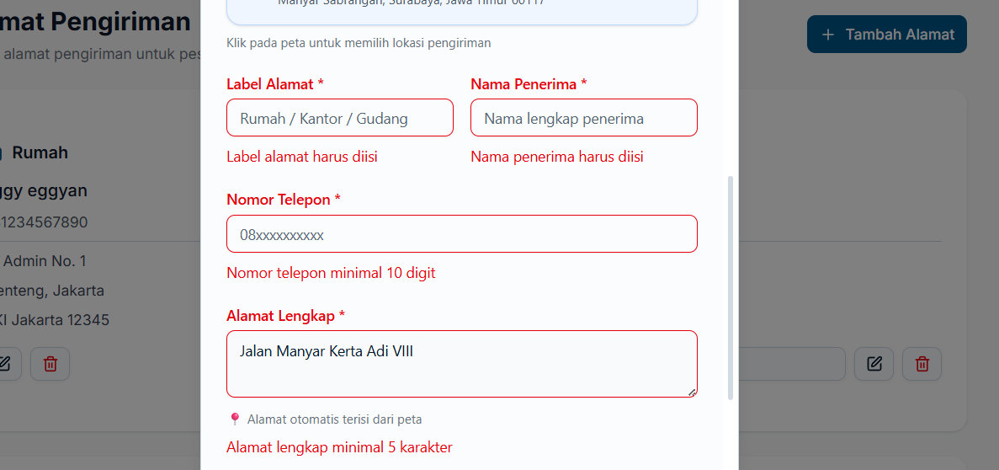 mat Pengiriman
alamat pengiriman untuk pes
+ Tambah Alamat
Rumah
ggy eggyan
1234567890
Admin No. 1
enteng, Jakarta
KI Jakarta 12345
Manyar Sabrangan, Surabaya, Jawa Timur 60117
Klik pada peta untuk memilih lokasi pengiriman
Label Alamat *
Nama Penerima *
Rumah / Kantor / Gudang
Nama lengkap penerima
Label alamat harus diisi
Nama penerima harus diisi
Nomor Telepon *
08xxxxxxxxxx
Nomor telepon minimal 10 digit
Alamat Lengkap *
Jalan Manyar Kerta Adi VIII
Alamat otomatis terisi dari peta
Alamat lengkap minimal 5 karakter